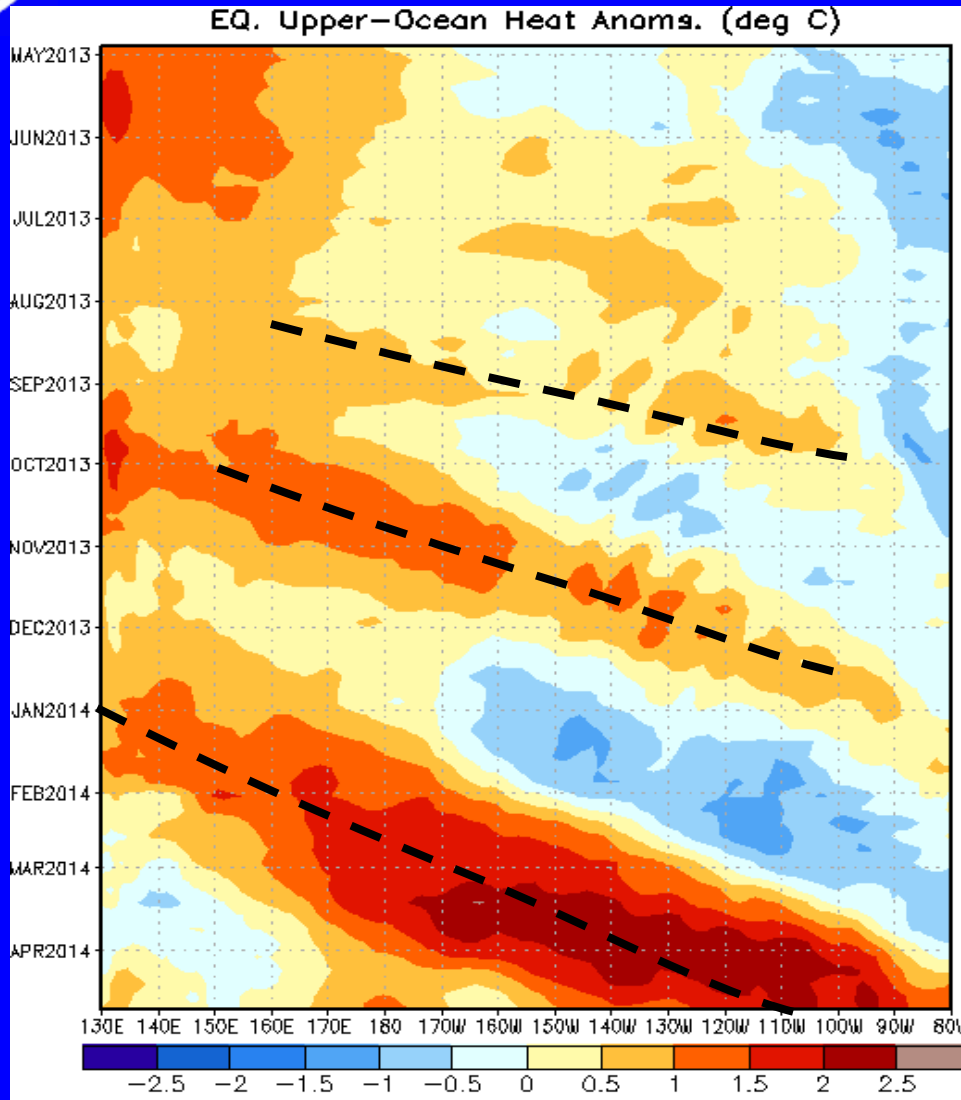 EQ. Upper-Ocean Heat Anoms. (deg C)
MAY2013
JUN2013
JUL2013
AUG2013
SEP2013
OCT2013
NOV2013
DEC2013
JAN2014
FEB2014
MAR2014
APR2014
130E 140E 150E 160E 170E 180 170W 160W 150W 140W 130W 120W 110W 100W 90W 80W
-2.5 -2 -1.5 -1 -0.5 0 0.5 1 1.5 2 2.5